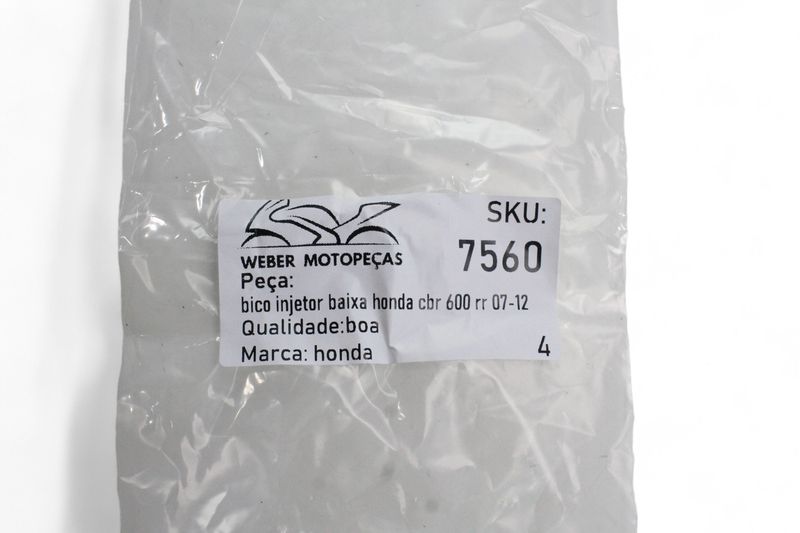 SKU:
7560
WEBER MOTOPEÇAS
Peça:
bico injetor baixa honda cbr 600 rr 07-12
Qualidade:boa
Marca: honda
4